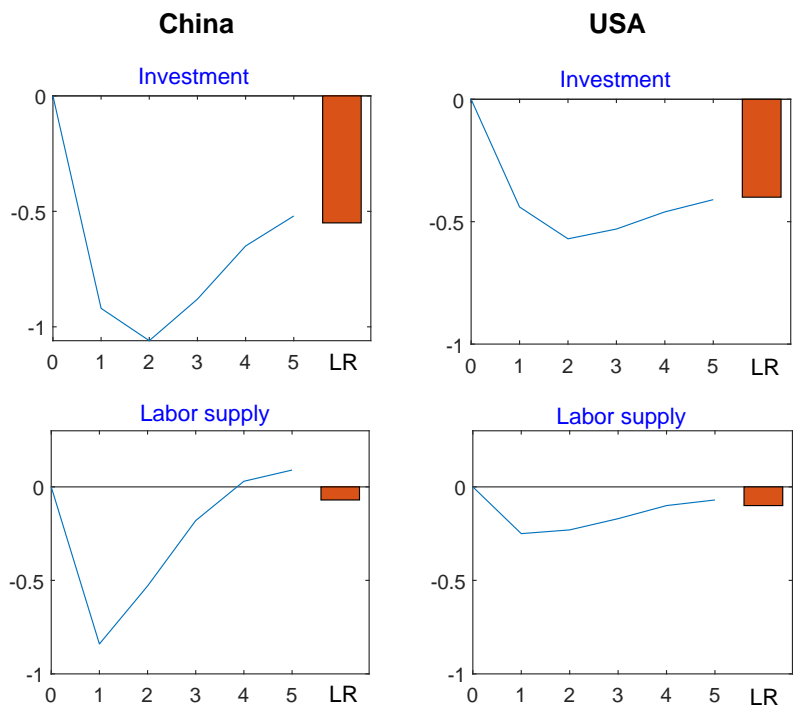 China
USA
Investment
0
-0.5
-1
0 1 2 3 4 5 LR
Investment
0
-0.5
-1
0 1 2 3 4 5 LR
Labor supply
0
-0.5
-1
0 1 2 3 4 5 LR
Labor supply
0
-0.5
-1
0 1 2 3 4 5 LR